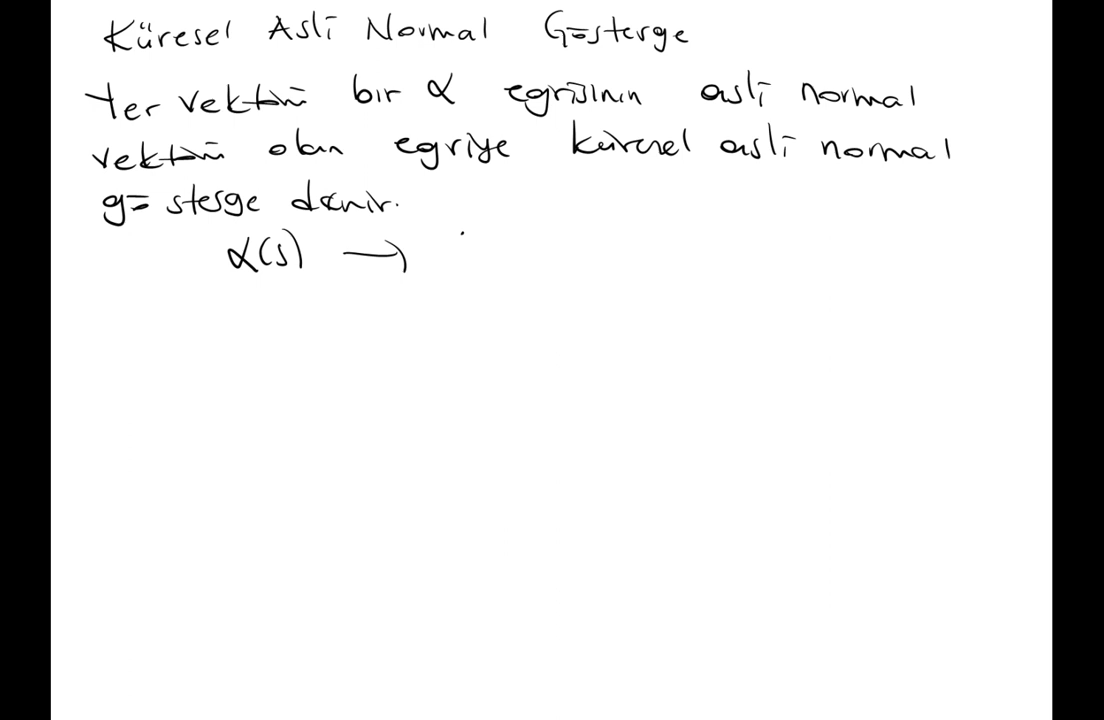 Küresel Asli Normal Gösterge
Yer vektörü bir α eğrisinin asli normal
vektörü olan eğriye küresel asli normal
gösterge denir.
α(s) →